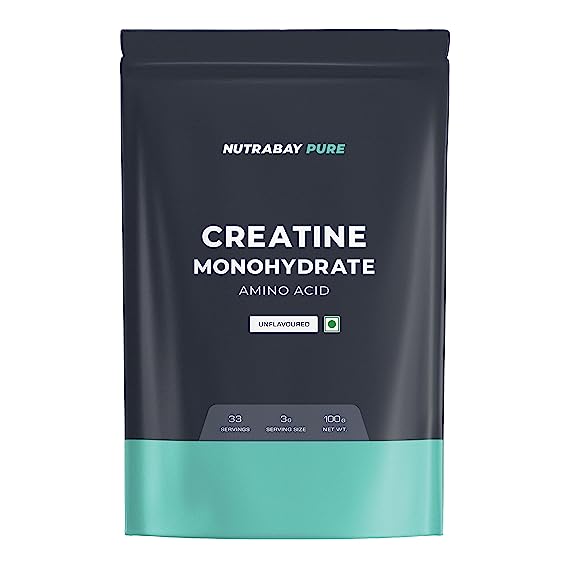 NUTRABAY PURE
CREATINE
MONOHYDRATE
AMINO ACID
UNFLAVOURED
33 3g 100g
SERVINGS SERVING SIZE NET WT.